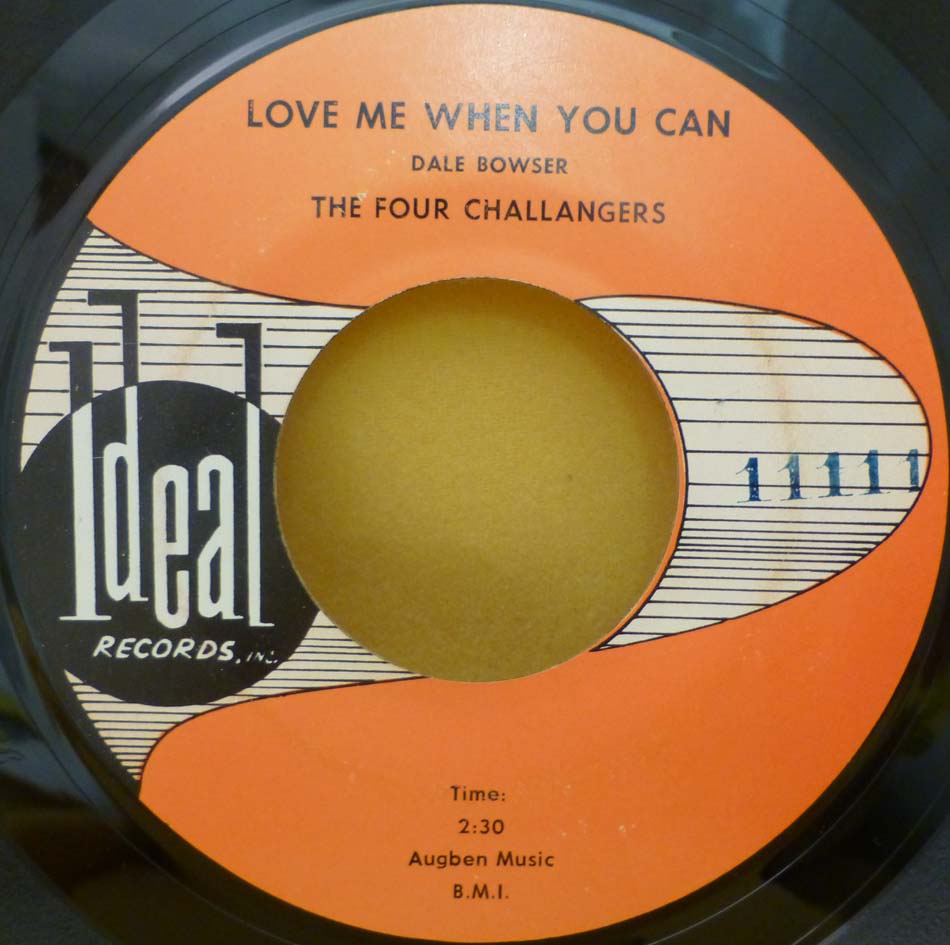 LOVE ME WHEN YOU CAN
DALE BOWSER
THE FOUR CHALLANGERS
Ideal
RECORDS, INC.
11111
Time:
2:30
Augben Music
B.M.I.